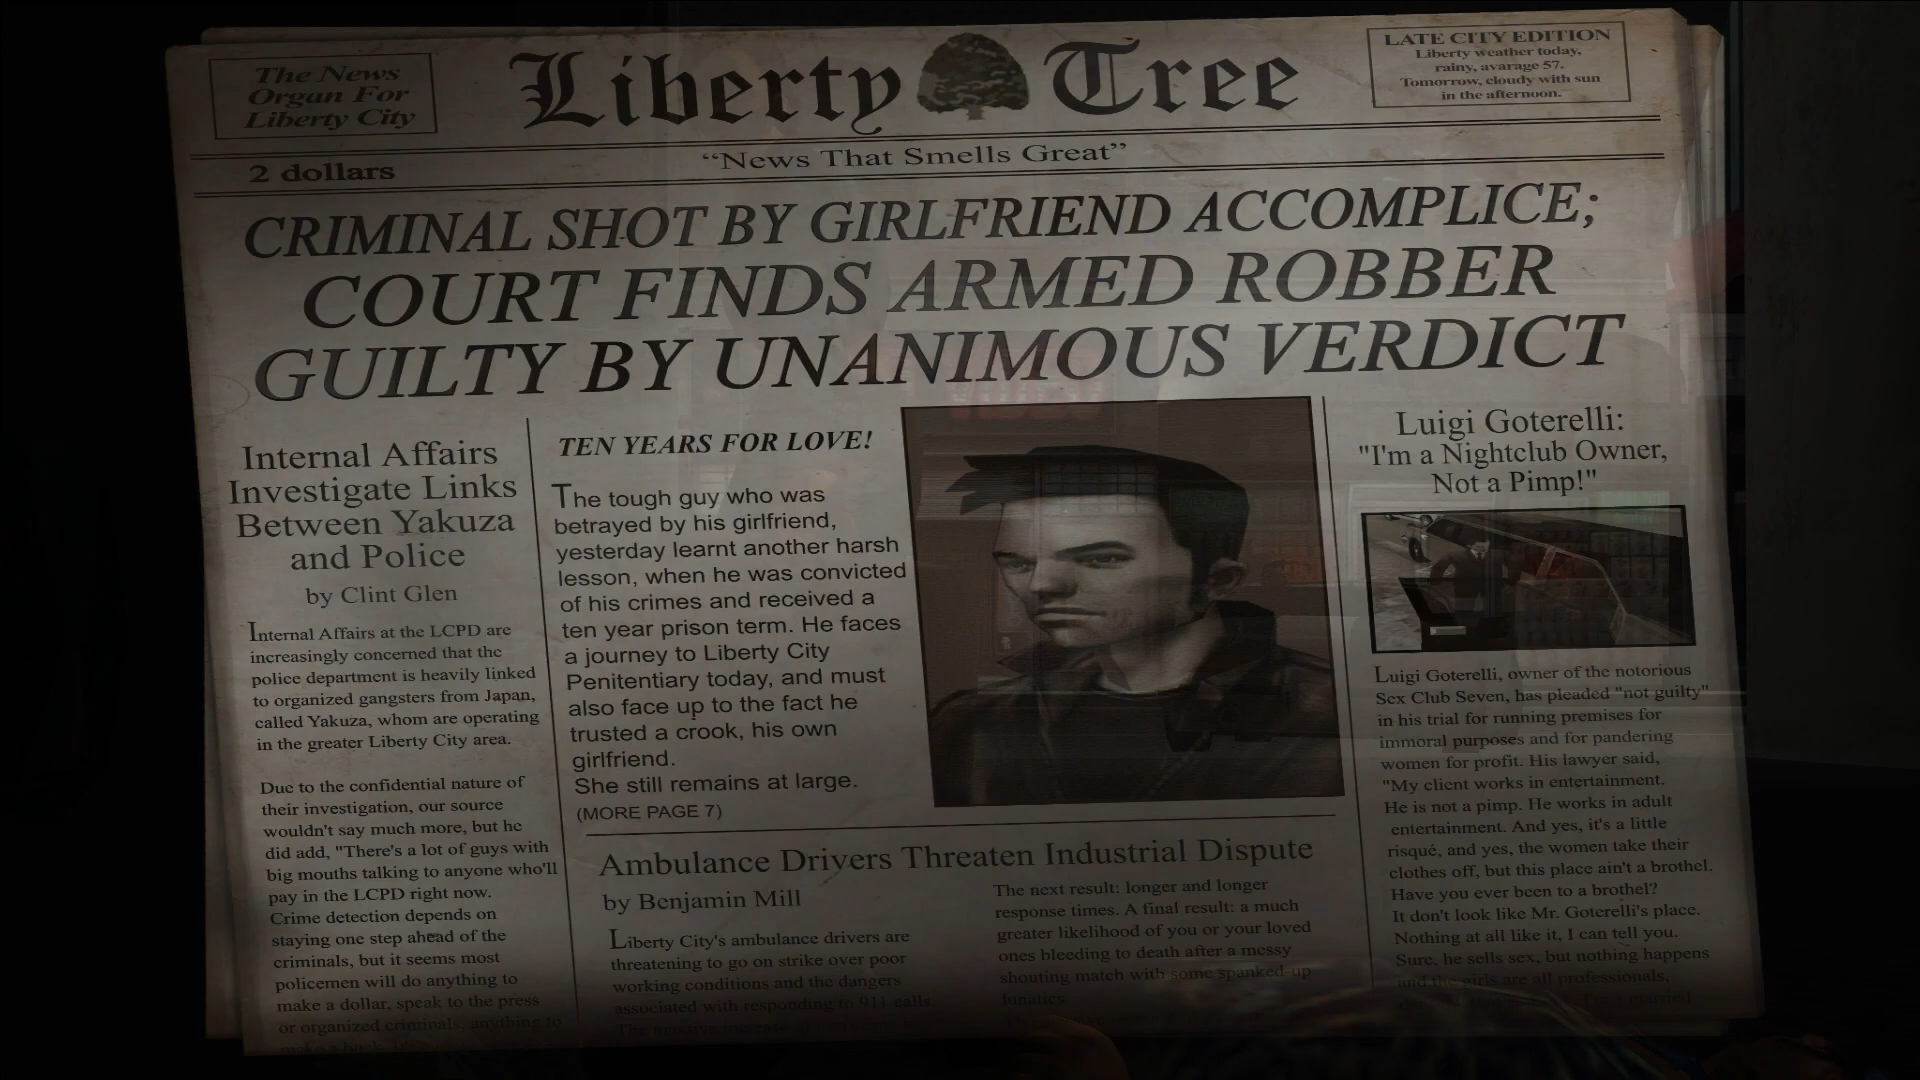 The News
Organ For
Liberty City
Liberty Tree
LATE CITY EDITION
Liberty weather today,
rainy, avarage 57.
Tomorrow, cloudy with sun
in the afternoon.
2 dollars
“News That Smells Great”
CRIMINAL SHOT BY GIRLFRIEND ACCOMPLICE;
COURT FINDS ARMED ROBBER
GUILTY BY UNANIMOUS VERDICT
Internal Affairs
Investigate Links
Between Yakuza
and Police
by Clint Glen
Internal Affairs at the LCPD are
increasingly concerned that the
police department is heavily linked
to organized gangsters from Japan,
called Yakuza, whom are operating
in the greater Liberty City area.
Due to the confidential nature of
their investigation, our source
wouldn't say much more, but he
did add, "There's a lot of guys with
big mouths talking to anyone who'll
pay in the LCPD right now.
Crime detection depends on
staying one step ahead of the
criminals, but it seems most
policemen will do anything to
make a dollar, speak to the press
or organized criminals, anything to
make a
TEN YEARS FOR LOVE!
The tough guy who was
betrayed by his girlfriend,
yesterday learnt another harsh
lesson, when he was convicted
of his crimes and received a
ten year prison term. He faces
a journey to Liberty City
Penitentiary today, and must
also face up to the fact he
trusted a crook, his own
girlfriend.
She still remains at large.
(MORE PAGE 7)
Ambulance Drivers Threaten Industrial Dispute
by Benjamin Mill
Liberty City's ambulance drivers are
threatening to go on strike over poor
working conditions and the dangers
associated with responding to 911 calls.
The next result: longer and longer
response times. A final result: a much
greater likelihood of you or your loved
ones bleeding to death after a messy
shouting match with some spanked-up
lunatics.
Luigi Goterelli:
"I'm a Nightclub Owner,
Not a Pimp!"
Luigi Goterelli, owner of the notorious
Sex Club Seven, has pleaded "not guilty"
in his trial for running premises for
immoral purposes and for pandering
women for profit. His lawyer said,
"My client works in entertainment.
He is not a pimp. He works in adult
entertainment. And yes, it's a little
risqué, and yes, the women take their
clothes off, but this place ain't a brothel.
Have you ever been to a brothel?
It don't look like Mr. Goterelli's place.
Nothing at all like it, I can tell you.
Sure, he sells sex, but nothing happens
and the girls are all professionals,